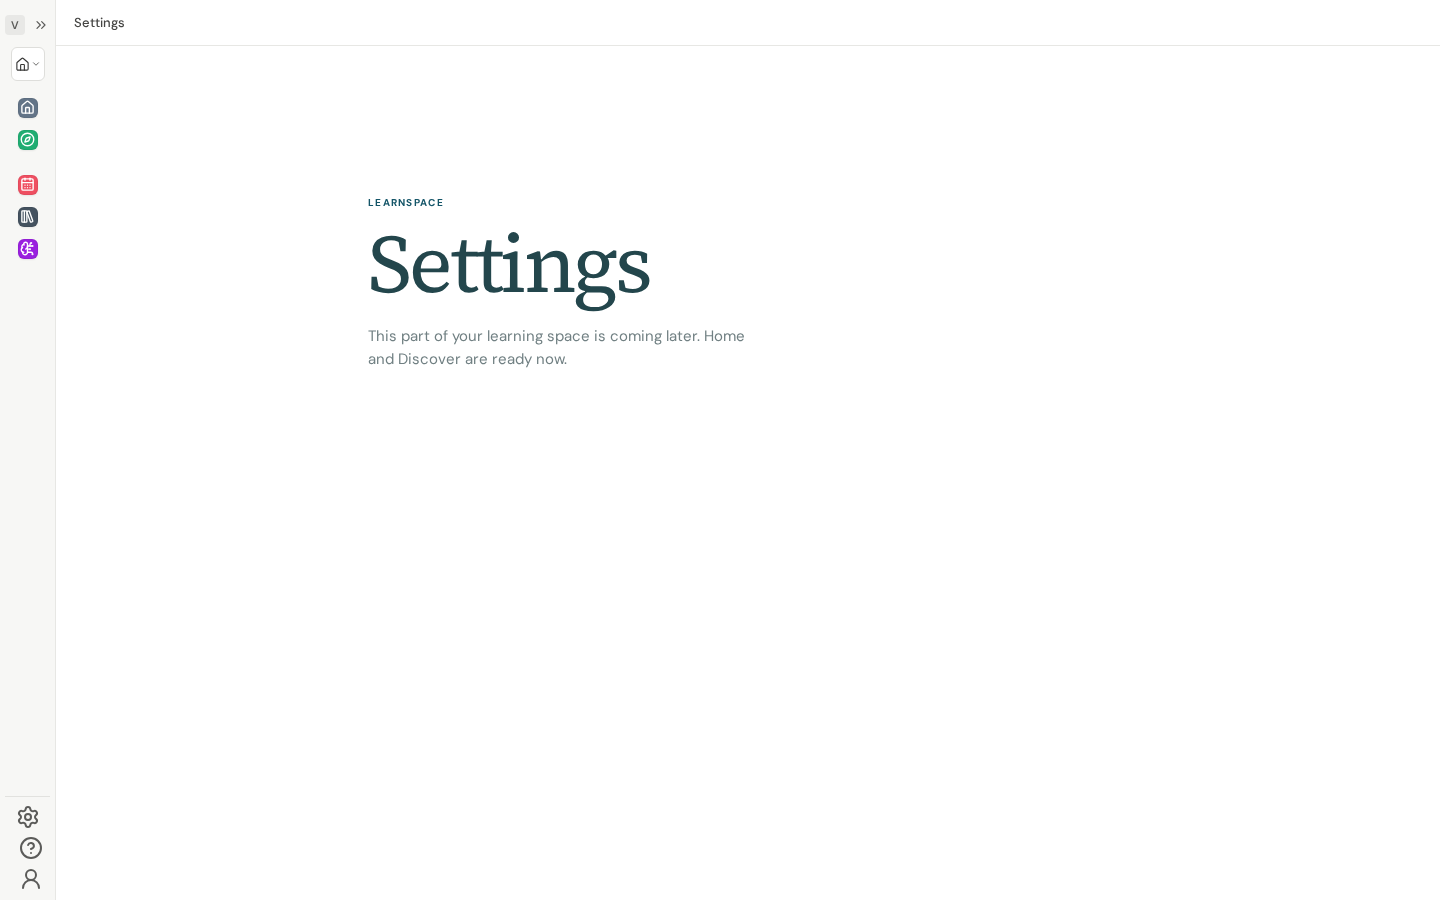 V
Settings
LEARNSPACE
Settings
This part of your learning space is coming later. Home
and Discover are ready now.